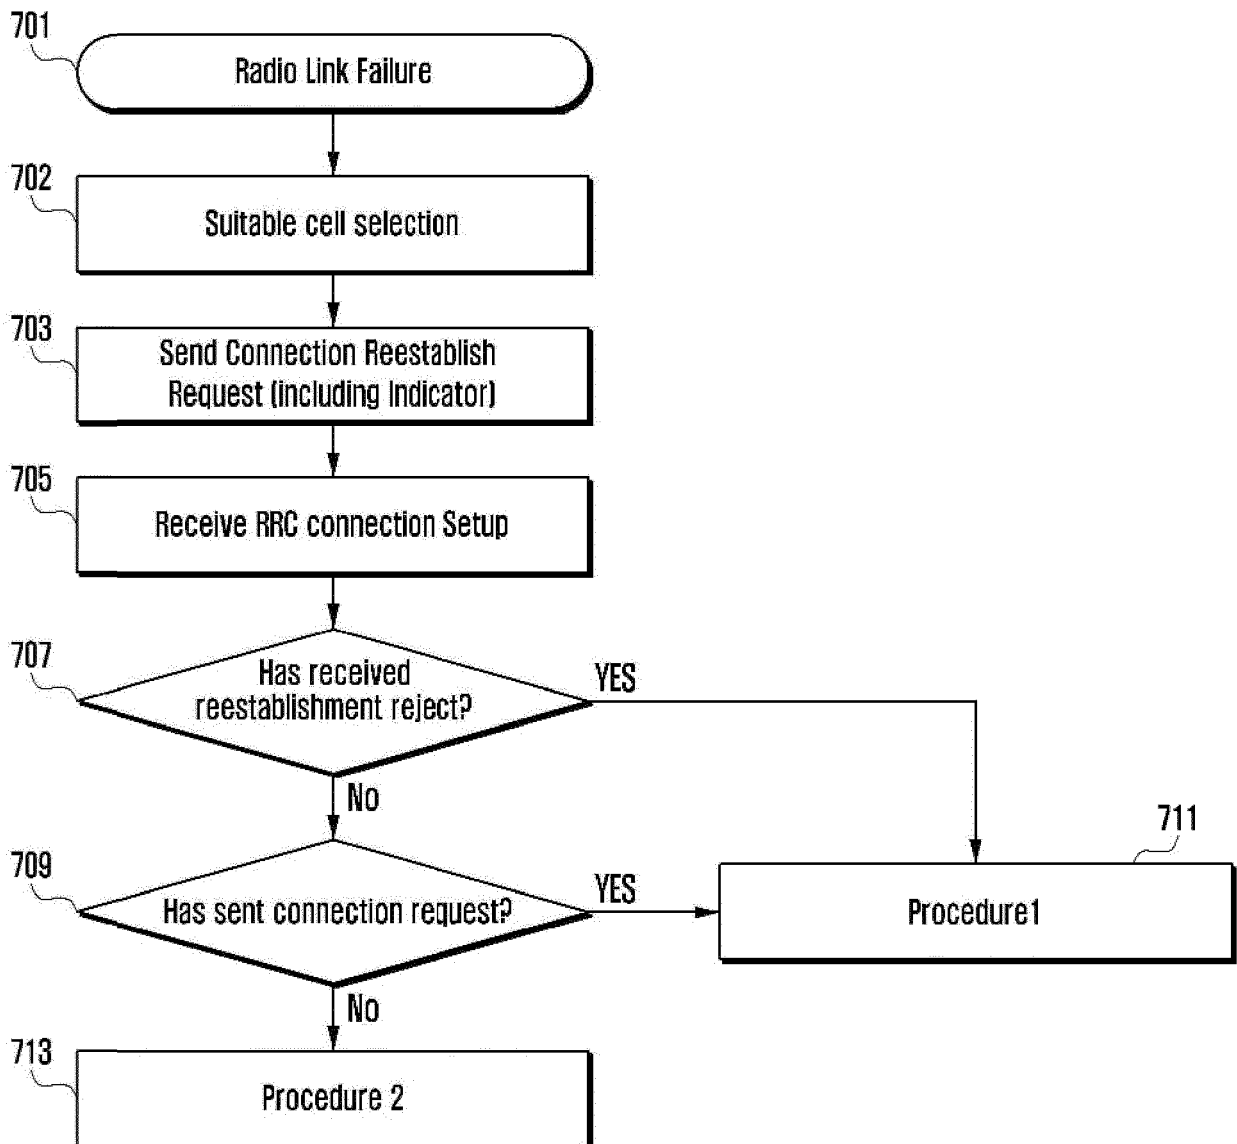 701
Radio Link Failure
702
Suitable cell selection
703
Send Connection Reestablish
Request (including Indicator)
705
Receive RRC connection Setup
707
Has received
reestablishment reject?
YES
No
709
Has sent connection request?
YES
711
Procedure1
No
713
Procedure 2